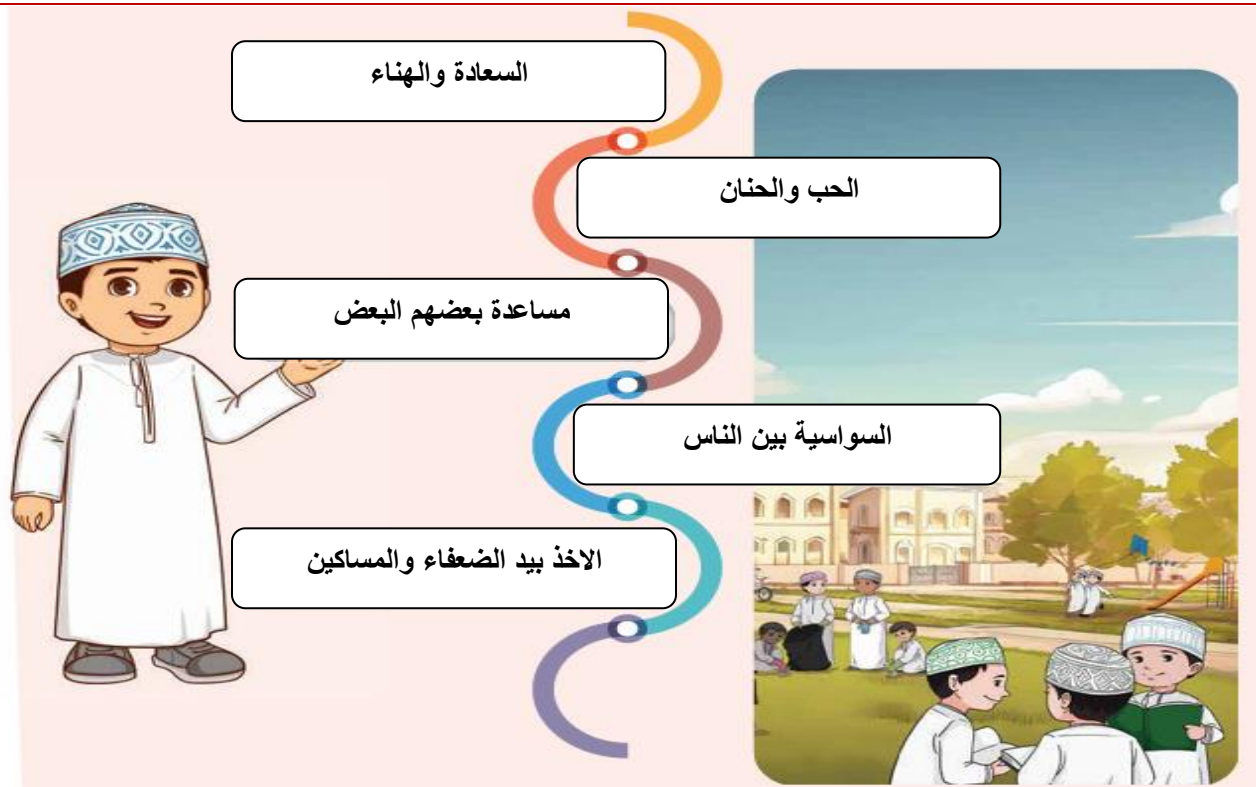 السعادة والهناء
الحب والحنان
مساعدة بعضهم البعض
السواسية بين الناس
الاخذ بيد الضعفاء والمساكين